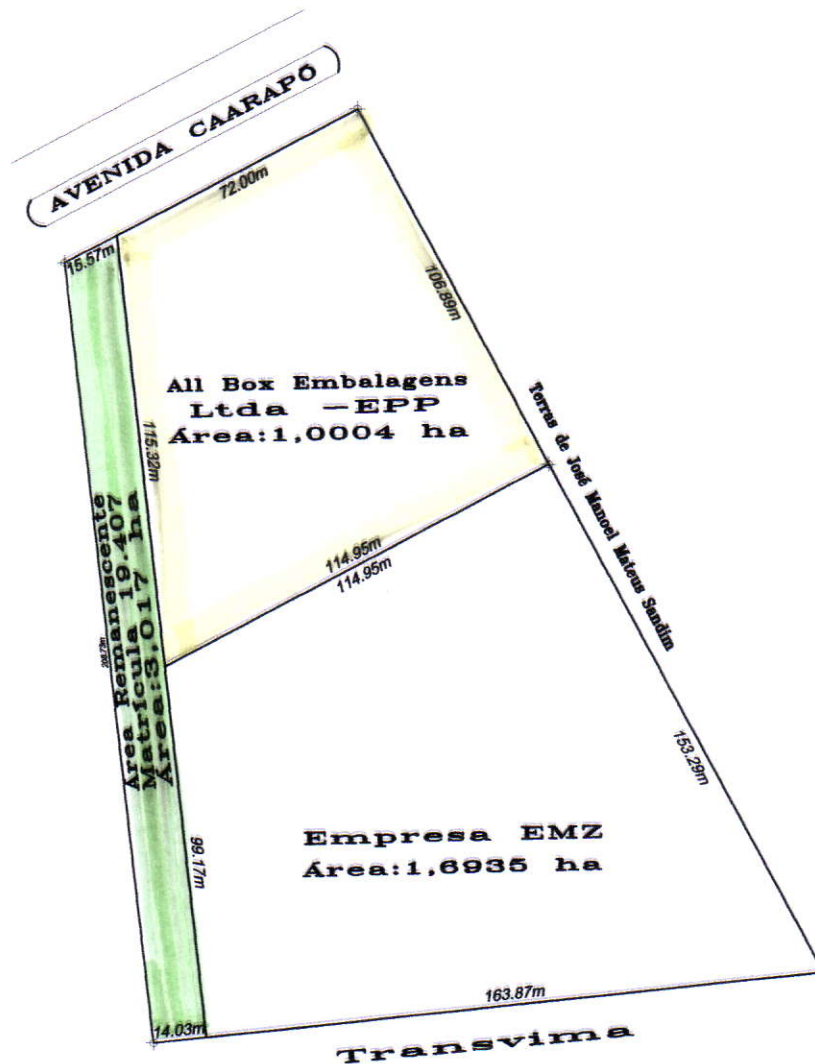 AVENIDA CAARAPÓ
72.00m
15.57m
106.89m
All Box Embalagens
Ltda -EPP
Área:1,0004 ha
115.32m
Terras de José Manoel Mateus Sandim
114.95m
114.95m
Área Remanescente
Matrícula 19.407
Área:3,017 ha
153.29m
Empresa EMZ
Área:1,6935 ha
99.17m
163.87m
14.03m
Transvima